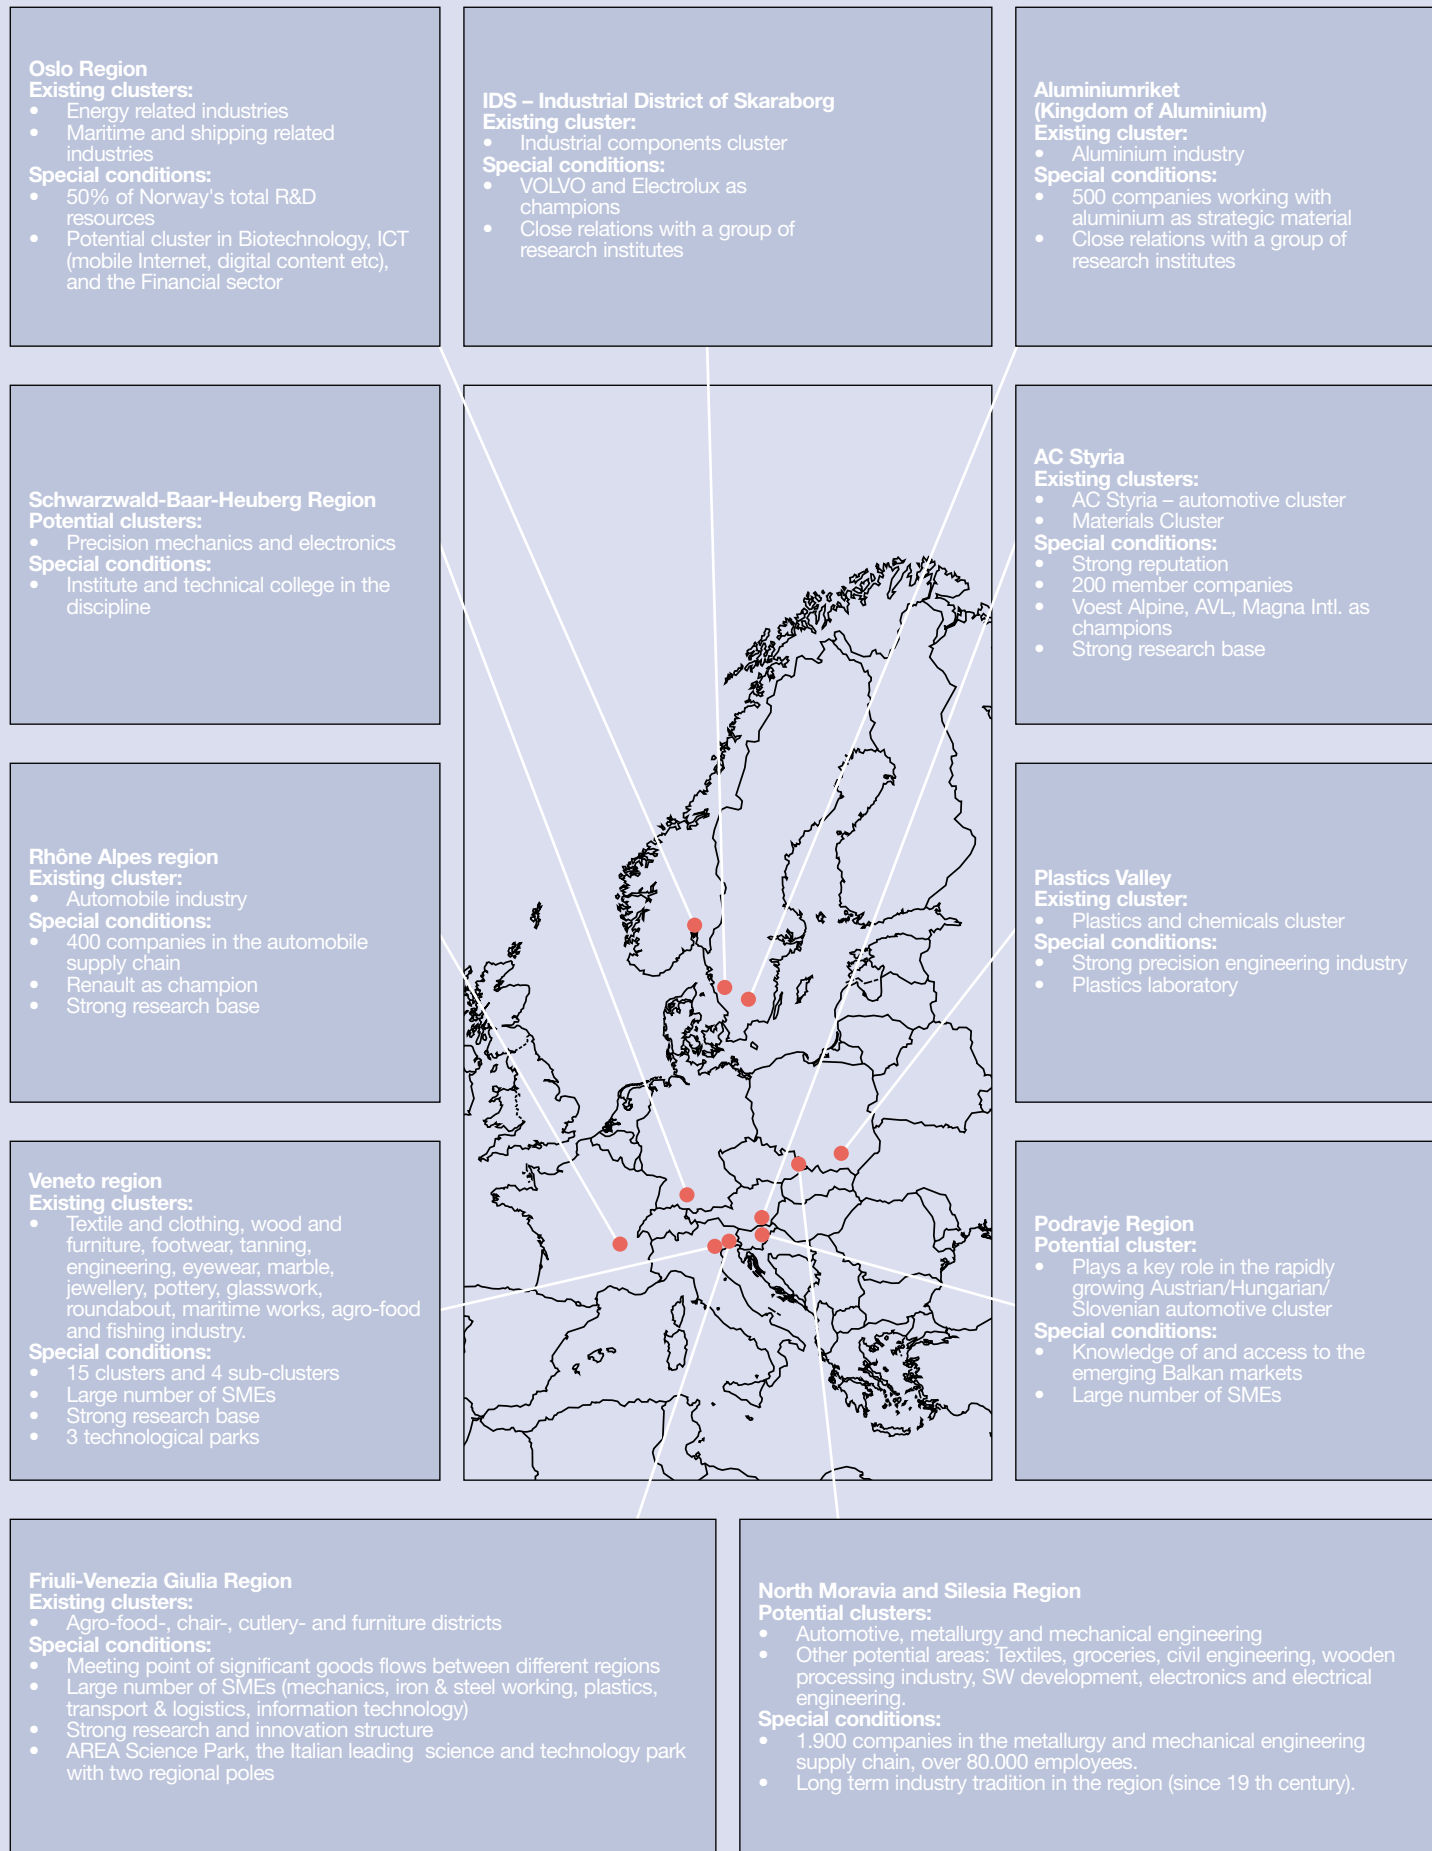 Oslo Region
Existing clusters:
• Energy related industries
• Maritime and shipping related
industries
Special conditions:
• 50% of Norway's total R&D
resources
• Potential cluster in Biotechnology, ICT
(mobile Internet, digital content etc),
and the Financial sector
IDS – Industrial District of Skaraborg
Existing cluster:
• Industrial components cluster
Special conditions:
• VOLVO and Electrolux as
champions
• Close relations with a group of
research institutes
Aluminiumriket
(Kingdom of Aluminium)
Existing cluster:
• Aluminium industry
Special conditions:
• 500 companies working with
aluminium as strategic material
• Close relations with a group of
research institutes
Schwarzwald-Baar-Heuberg Region
Potential clusters:
• Precision mechanics and electronics
Special conditions:
• Institute and technical college in the
discipline
AC Styria
Existing clusters:
• AC Styria – automotive cluster
• Materials Cluster
Special conditions:
• Strong reputation
• 200 member companies
• Voest Alpine, AVL, Magna Intl. as
champions
• Strong research base
Rhône Alpes region
Existing cluster:
• Automobile industry
Special conditions:
• 400 companies in the automobile
supply chain
• Renault as champion
• Strong research base
Plastics Valley
Existing cluster:
• Plastics and chemicals cluster
Special conditions:
• Strong precision engineering industry
• Plastics laboratory
Veneto region
Existing clusters:
• Textile and clothing, wood and
furniture, footwear, tanning,
engineering, eyewear, marble,
jewellery, pottery, glasswork,
roundabout, maritime works, agro-food
and fishing industry.
Special conditions:
• 15 clusters and 4 sub-clusters
• Large number of SMEs
• Strong research base
• 3 technological parks
Podravje Region
Potential cluster:
• Plays a key role in the rapidly
growing Austrian/Hungarian/
Slovenian automotive cluster
Special conditions:
• Knowledge of and access to the
emerging Balkan markets
• Large number of SMEs
Friuli-Venezia Giulia Region
Existing clusters:
• Agro-food-, chair-, cutlery- and furniture districts
Special conditions:
• Meeting point of significant goods flows between different regions
• Large number of SMEs (mechanics, iron & steel working, plastics,
transport & logistics, information technology)
• Strong research and innovation structure
• AREA Science Park, the Italian leading science and technology park
with two regional poles
North Moravia and Silesia Region
Potential clusters:
• Automotive, metallurgy and mechanical engineering
• Other potential areas: Textiles, groceries, civil engineering, wooden
processing industry, SW development, electronics and electrical
engineering.
Special conditions:
• 1.900 companies in the metallurgy and mechanical engineering
supply chain, over 80.000 employees.
• Long term industry tradition in the region (since 19 th century).